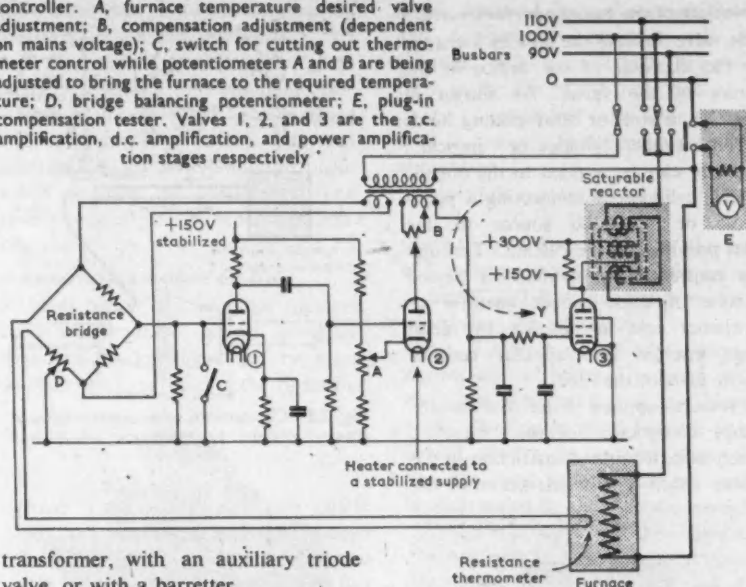 controller. A, furnace temperature desired valve
adjustment; B, compensation adjustment (dependent
on mains voltage); C, switch for cutting out thermo-
meter control while potentiometers A and B are being
adjusted to bring the furnace to the required tempera-
ture; D, bridge balancing potentiometer; E, plug-in
compensation tester. Valves 1, 2, and 3 are the a.c.
amplification, d.c. amplification, and power amplifica-
tion stages respectively
110V
100V
90V
Busbars
Saturable
reactor
V
E
+150V
stabilized
B
+300V
+150V
Y
Resistance
bridge
D
C
1
A
2
3
Heater connected to
a stabilized supply
Resistance
thermometer
Furnace
transformer, with an auxiliary triode
valve, or with a barretter